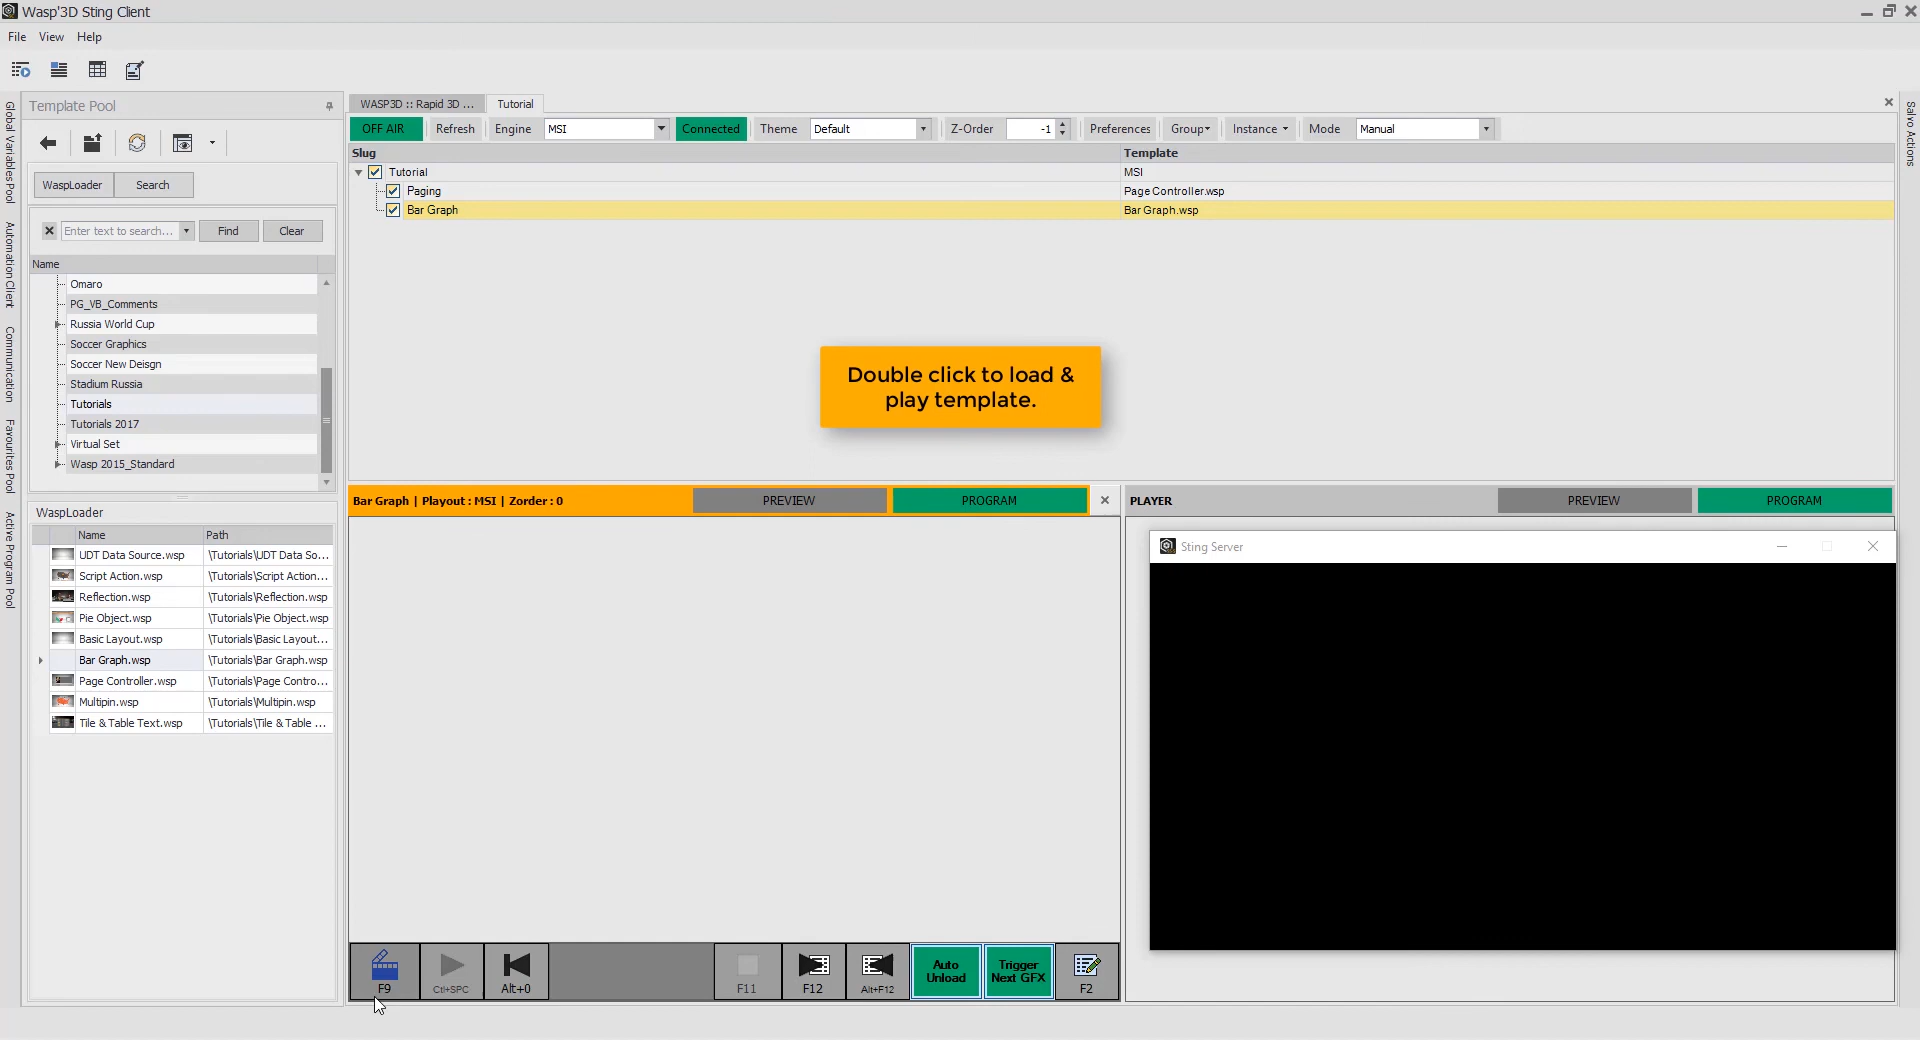 Wasp'3D Sting Client
File View Help
Global Variables Pool
Automation Client
Communication
Favourites Pool
Active Program Pool
Template Pool
WaspLoader Search
Enter text to search... Find Clear
Name
Omaro
PG_VB_Comments
Russia World Cup
Soccer Graphics
Soccer New Deisgn
Stadium Russia
Tutorials
Tutorials 2017
Virtual Set
Wasp 2015_Standard
WaspLoader
Name Path
UDT Data Source.wsp \Tutorials\UDT Data So...
Script Action.wsp \Tutorials\Script Action...
Reflection.wsp \Tutorials\Reflection.wsp
Pie Object.wsp \Tutorials\Pie Object.wsp
Basic Layout.wsp \Tutorials\Basic Layout...
Bar Graph.wsp \Tutorials\Bar Graph.wsp
Page Controller.wsp \Tutorials\Page Contro...
Multipin.wsp \Tutorials\Multipin.wsp
Tile & Table Text.wsp \Tutorials\Tile & Table ...
WASP3D :: Rapid 3D ... Tutorial
OFF AIR Refresh Engine MSI Connected Theme Default Z-Order -1 Preferences Group Instance Mode Manual
Slug Template
Tutorial MSI
Paging Page Controller.wsp
Bar Graph Bar Graph.wsp
Double click to load &
play template.
Bar Graph | Playout : MSI | Zorder : 0 PREVIEW PROGRAM
PLAYER PREVIEW PROGRAM
Sting Server
F9 Ctl+SPC Alt+0 F11 F12 Alt+F12
Auto
Unload
Trigger
Next GFX
F2
Salvo Actions